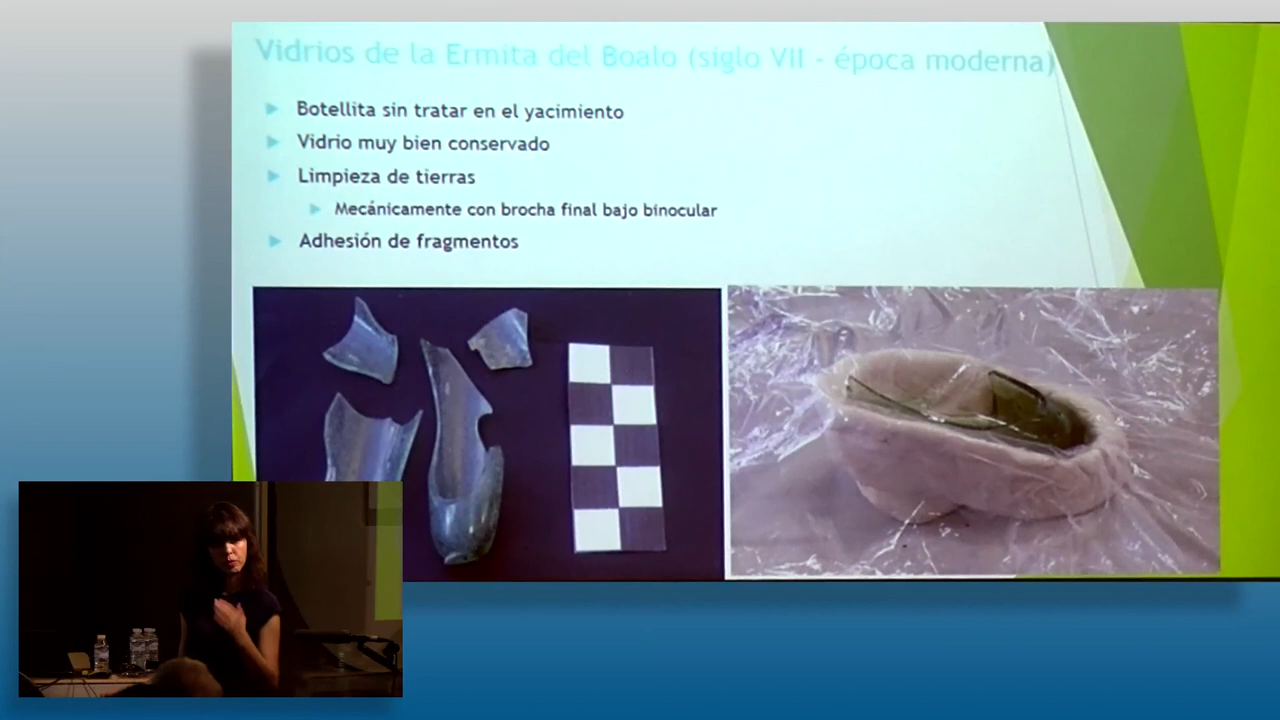 Vidrios de la Ermita del Boalo (siglo VII - época moderna)
Botellita sin tratar en el yacimiento
Vidrio muy bien conservado
Limpieza de tierras
Mecánicamente con brocha final bajo binocular
Adhesión de fragmentos